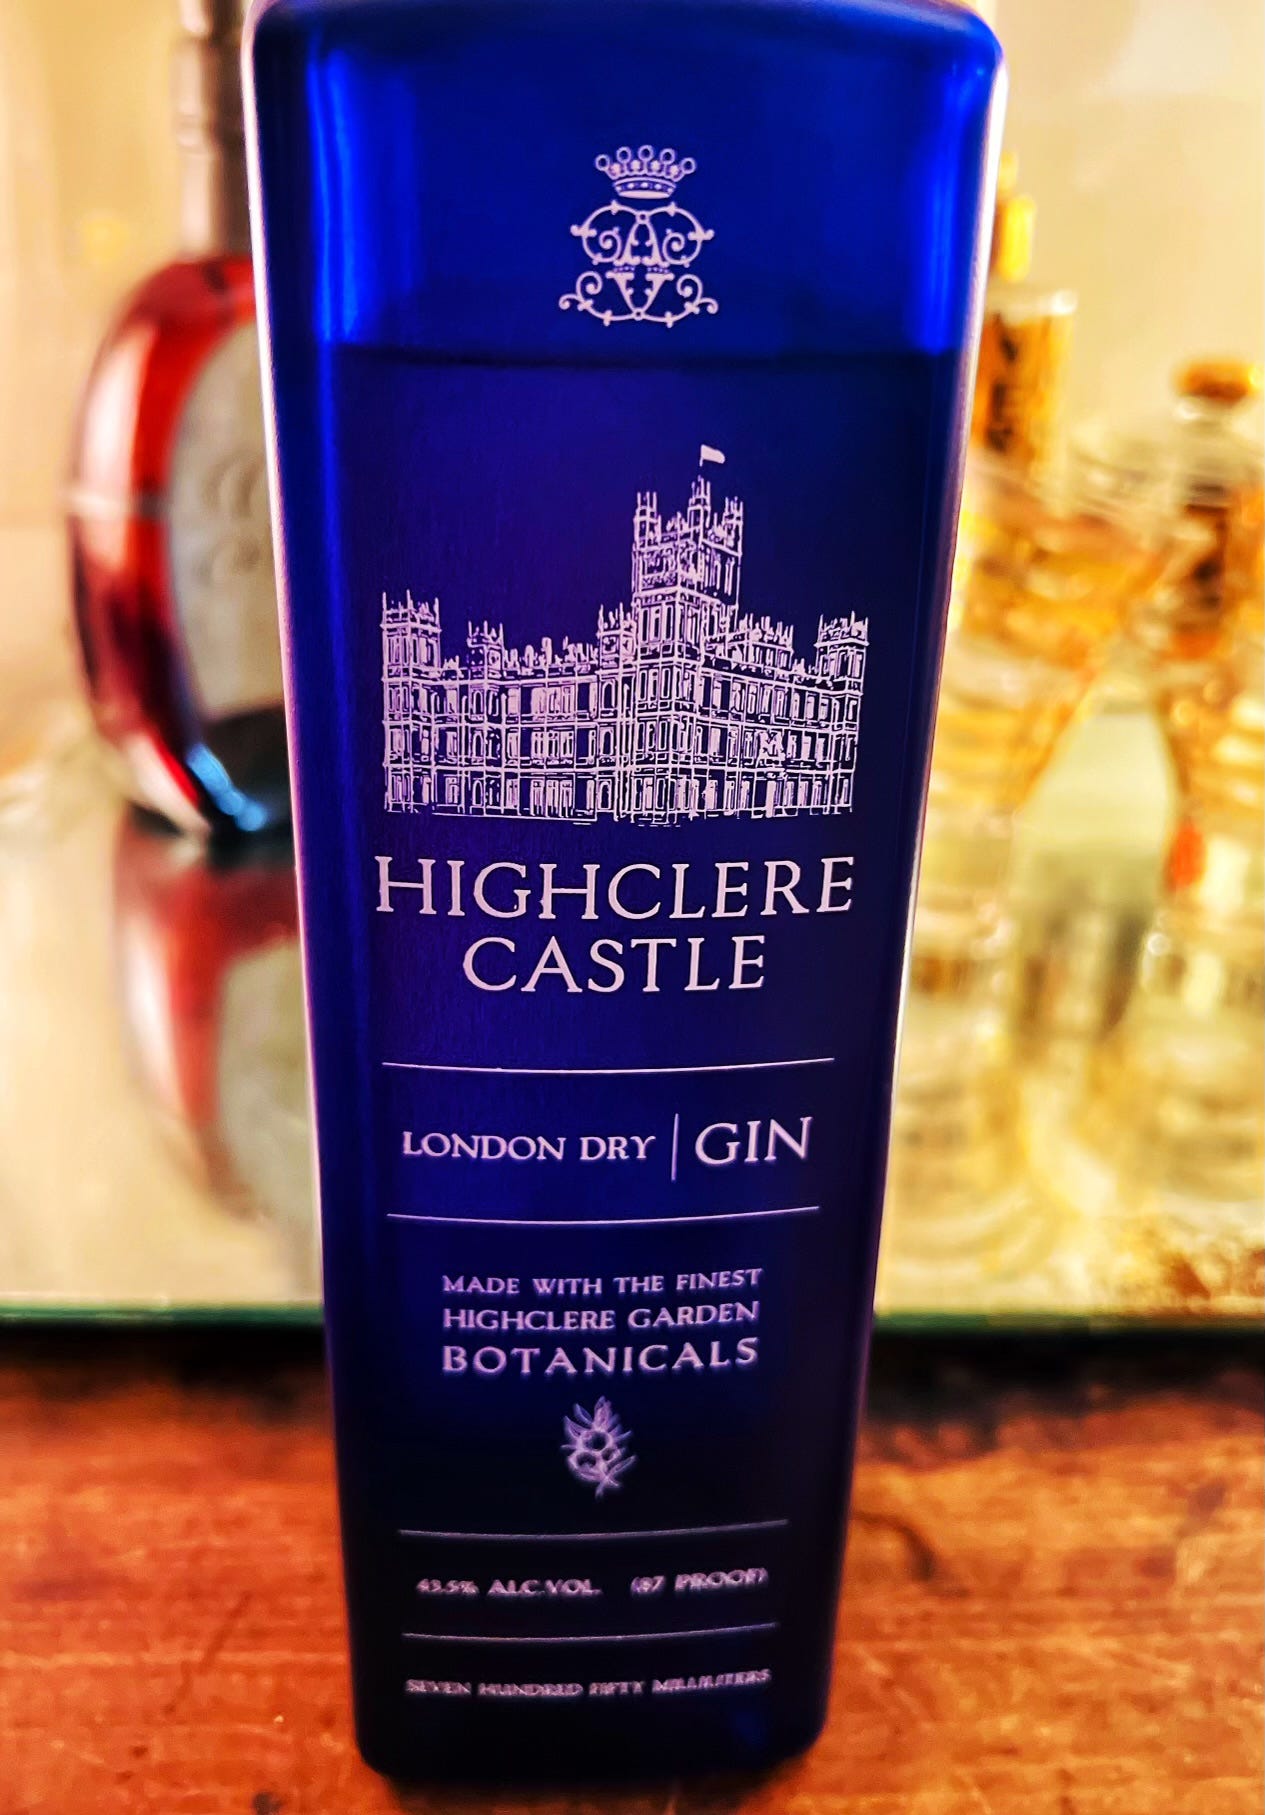 HIGHCLERE
CASTLE
LONDON DRY | GIN
MADE WITH THE FINEST
HIGHCLERE GARDEN
BOTANICALS
43.5% ALC.VOL. (87 PROOF)
SEVEN HUNDRED FIFTY MILLILITERS